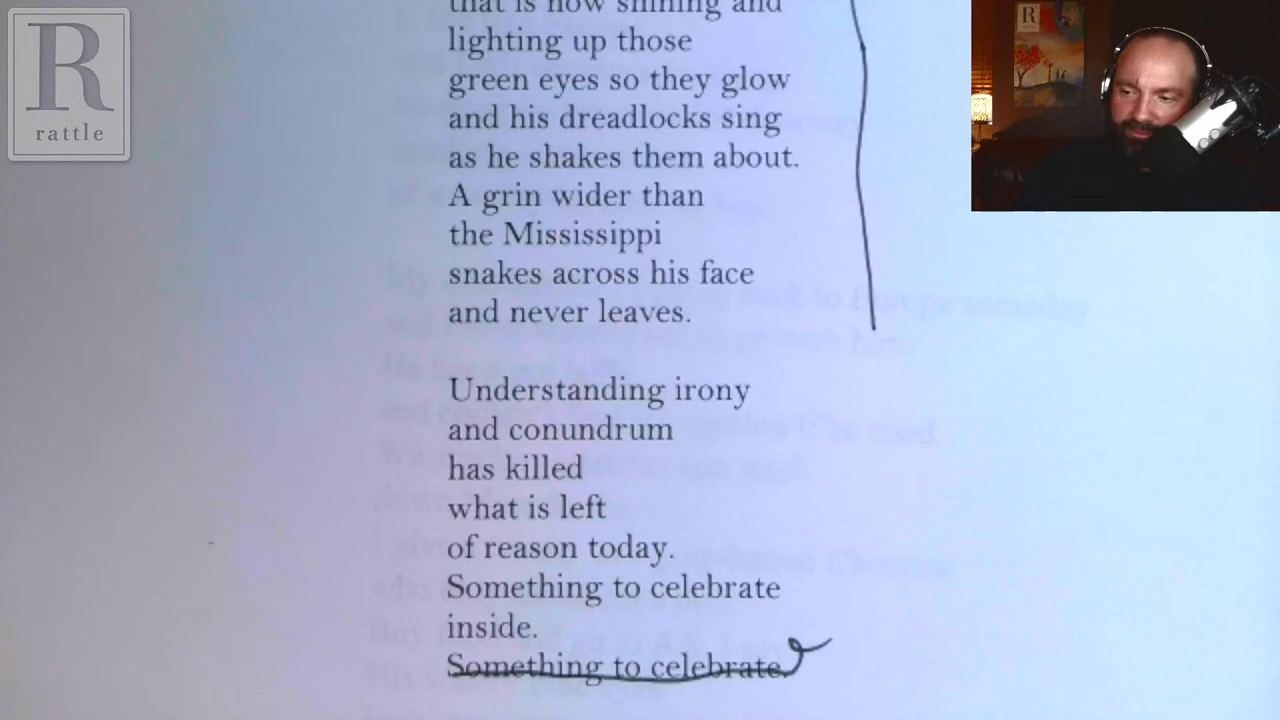 R
rattle
that is now shining and
lighting up those
green eyes so they glow
and his dreadlocks sing
as he shakes them about.
A grin wider than
the Mississippi
snakes across his face
and never leaves.
Understanding irony
and conundrum
has killed
what is left
of reason today.
Something to celebrate
inside.
Something to celebrate.